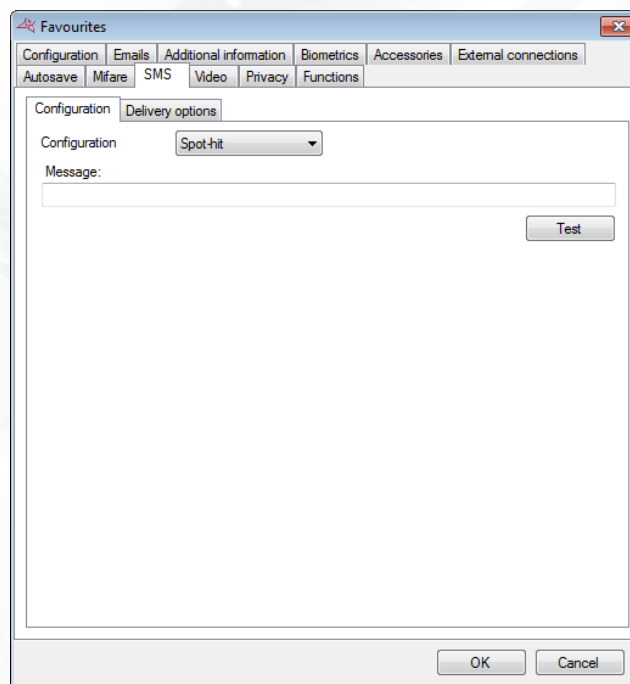 Favourites
Configuration Emails Additional information Biometrics Accessories External connections
Autosave Mifare SMS Video Privacy Functions
Configuration Delivery options
Configuration Spot-hit
Message:
Test
OK Cancel